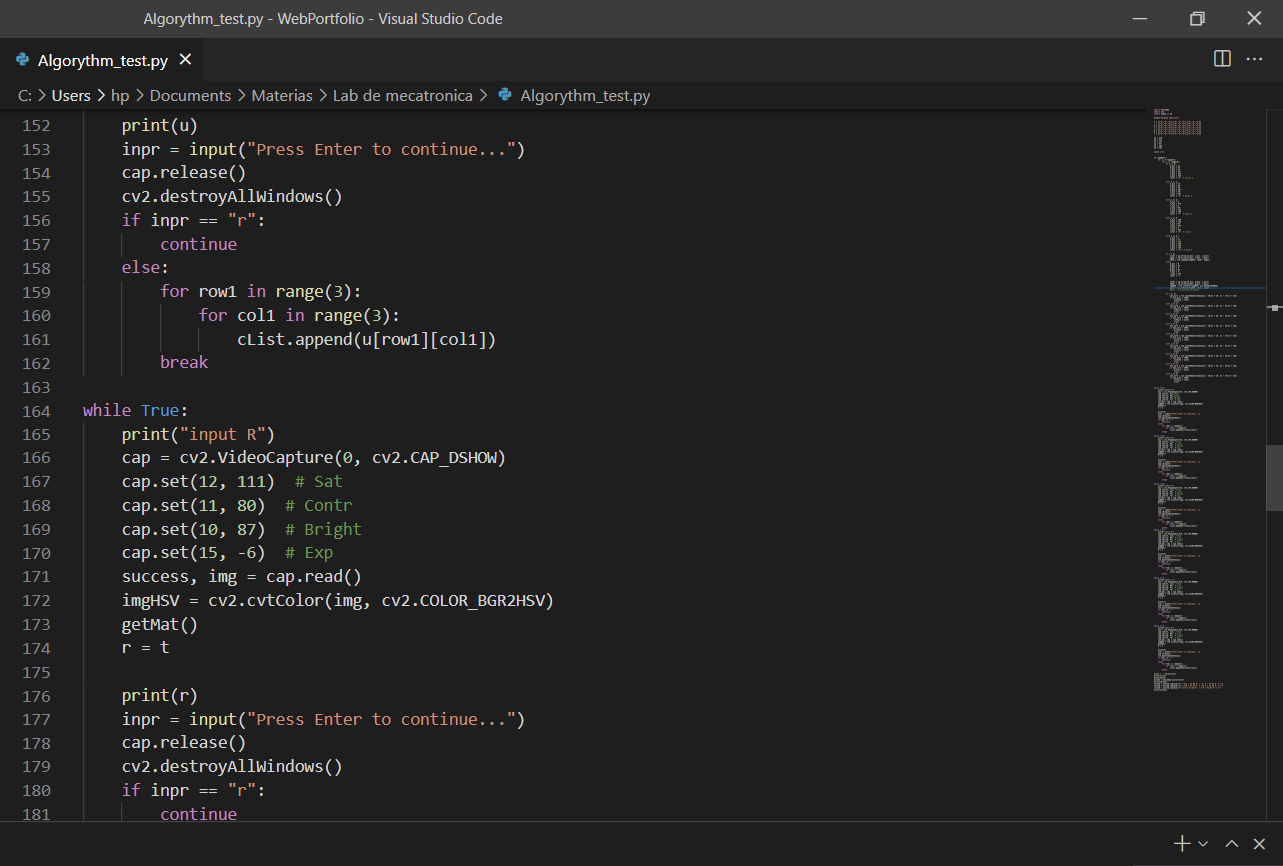 Algorythm_test.py - WebPortfolio - Visual Studio Code
Algorythm_test.py
C: > Users > hp > Documents > Materias > Lab de mecatronica > Algorythm_test.py
152 print(u)
153 inpr = input("Press Enter to continue...")
154 cap.release()
155 cv2.destroyAllWindows()
156 if inpr == "r":
157 continue
158 else:
159 for row1 in range(3):
160 for col1 in range(3):
161 cList.append(u[row1][col1])
162 break
163
164 while True:
165 print("input R")
166 cap = cv2.VideoCapture(0, cv2.CAP_DSHOW)
167 cap.set(12, 111)  # Sat
168 cap.set(11, 80)  # Contr
169 cap.set(10, 87)  # Bright
170 cap.set(15, -6)  # Exp
171 success, img = cap.read()
172 imgHSV = cv2.cvtColor(img, cv2.COLOR_BGR2HSV)
173 getMat()
174 r = t
175
176 print(r)
177 inpr = input("Press Enter to continue...")
178 cap.release()
179 cv2.destroyAllWindows()
180 if inpr == "r":
181 continue